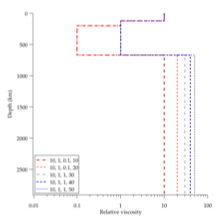 0
500
1000
1500
2000
2500
Depth (km)
10, 1, 0.1, 10
10, 1, 0.1, 20
10, 1, 1, 30
10, 1, 1, 40
10, 1, 1, 50
0.01
0.1
1
10
100
Relative viscosity